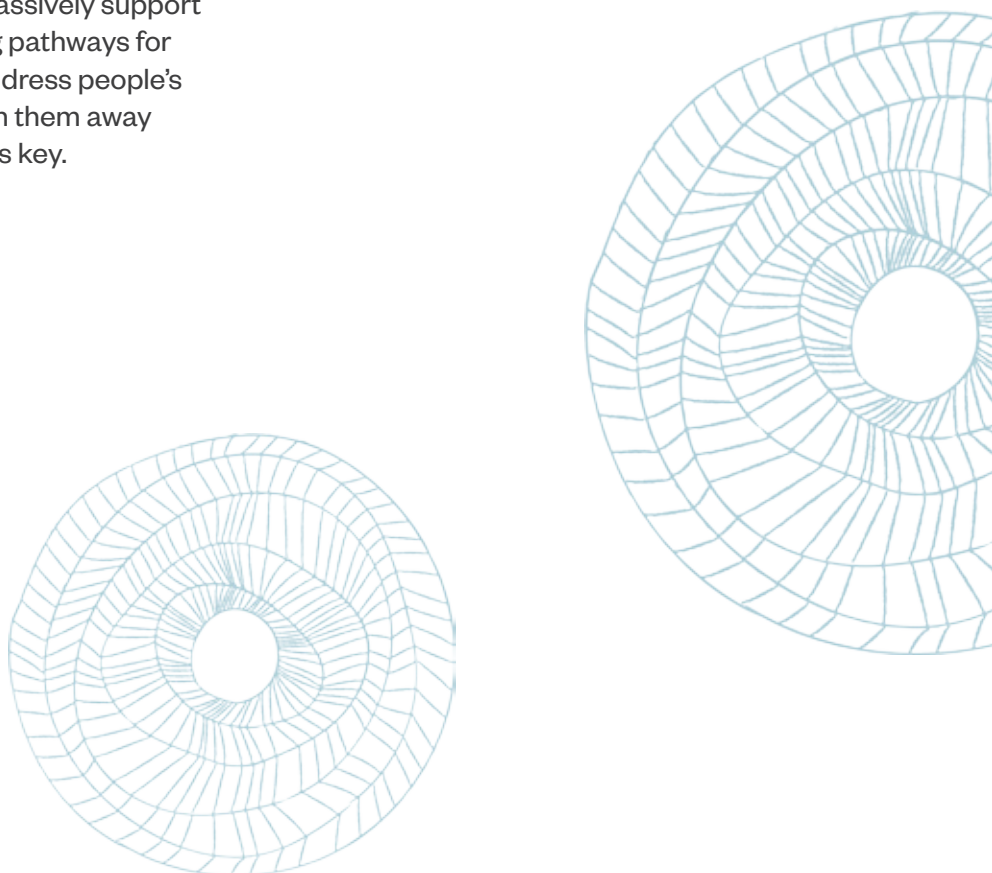 assively support
g pathways for
dress people’s
n them away
s key.